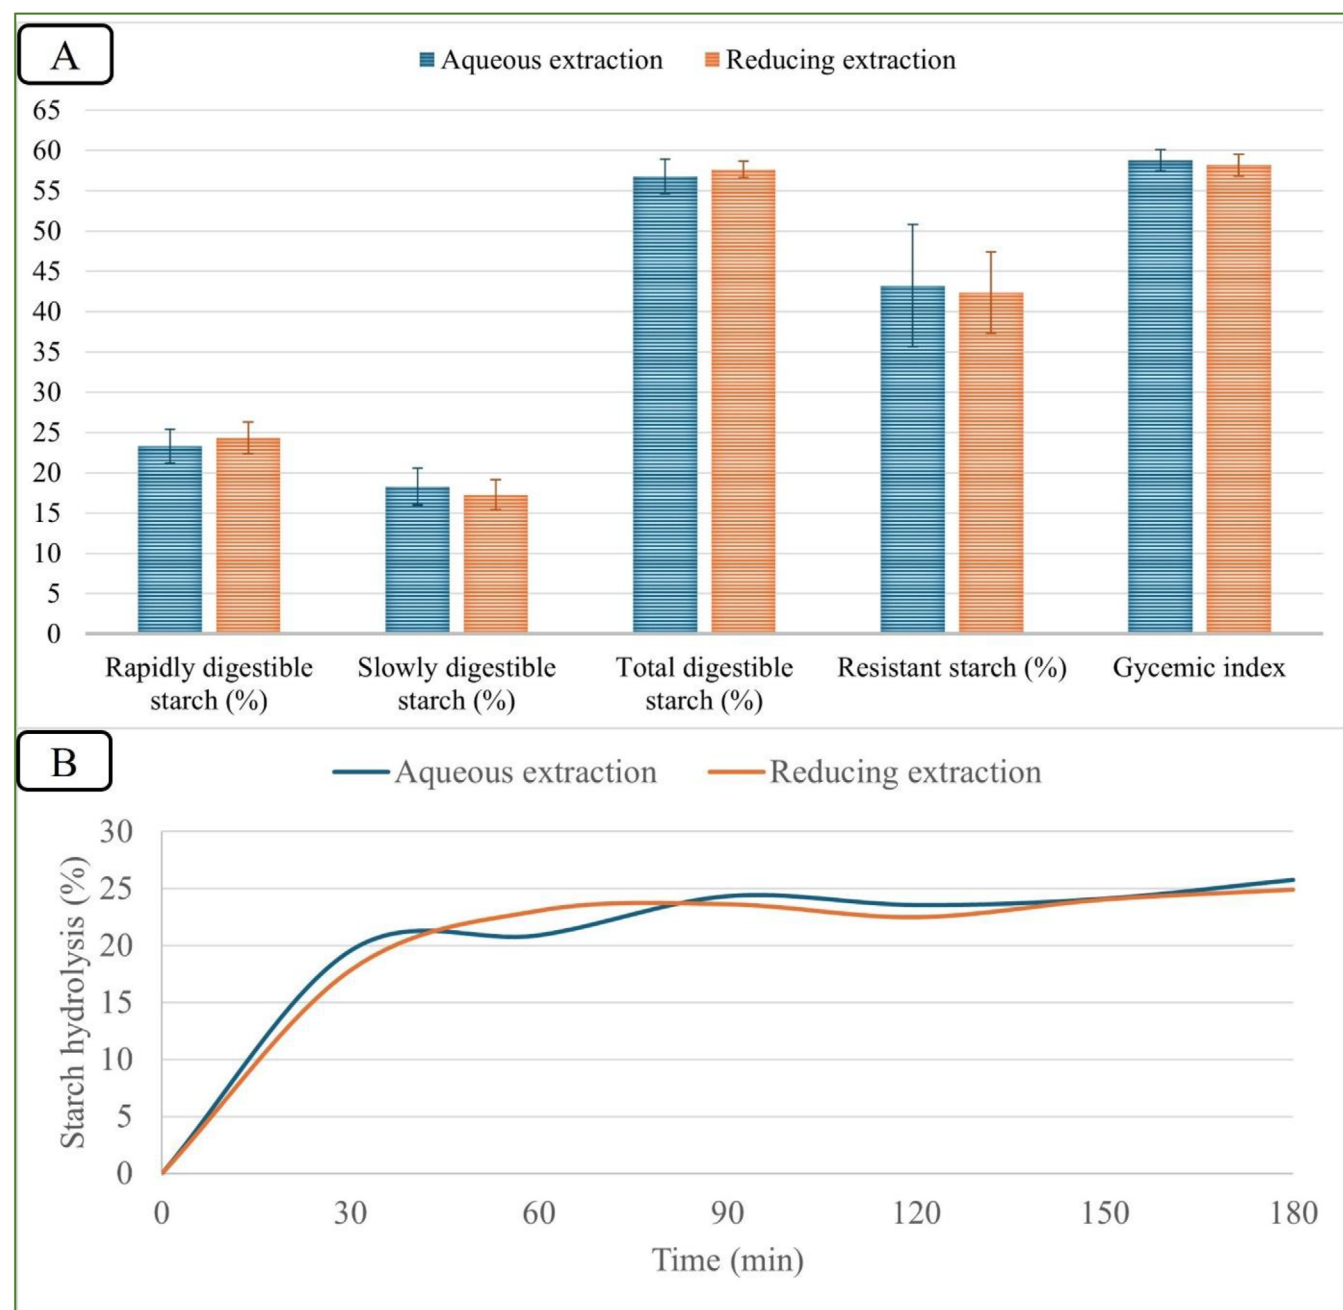 A
Aqueous extraction Reducing extraction
65
60
55
50
45
40
35
30
25
20
15
10
5
0
Rapidly digestible starch (%)
Slowly digestible starch (%)
Total digestible starch (%)
Resistant starch (%)
Gycemic index
B
Aqueous extraction Reducing extraction
Starch hydrolysis (%)
30
25
20
15
10
5
0
0 30 60 90 120 150 180
Time (min)